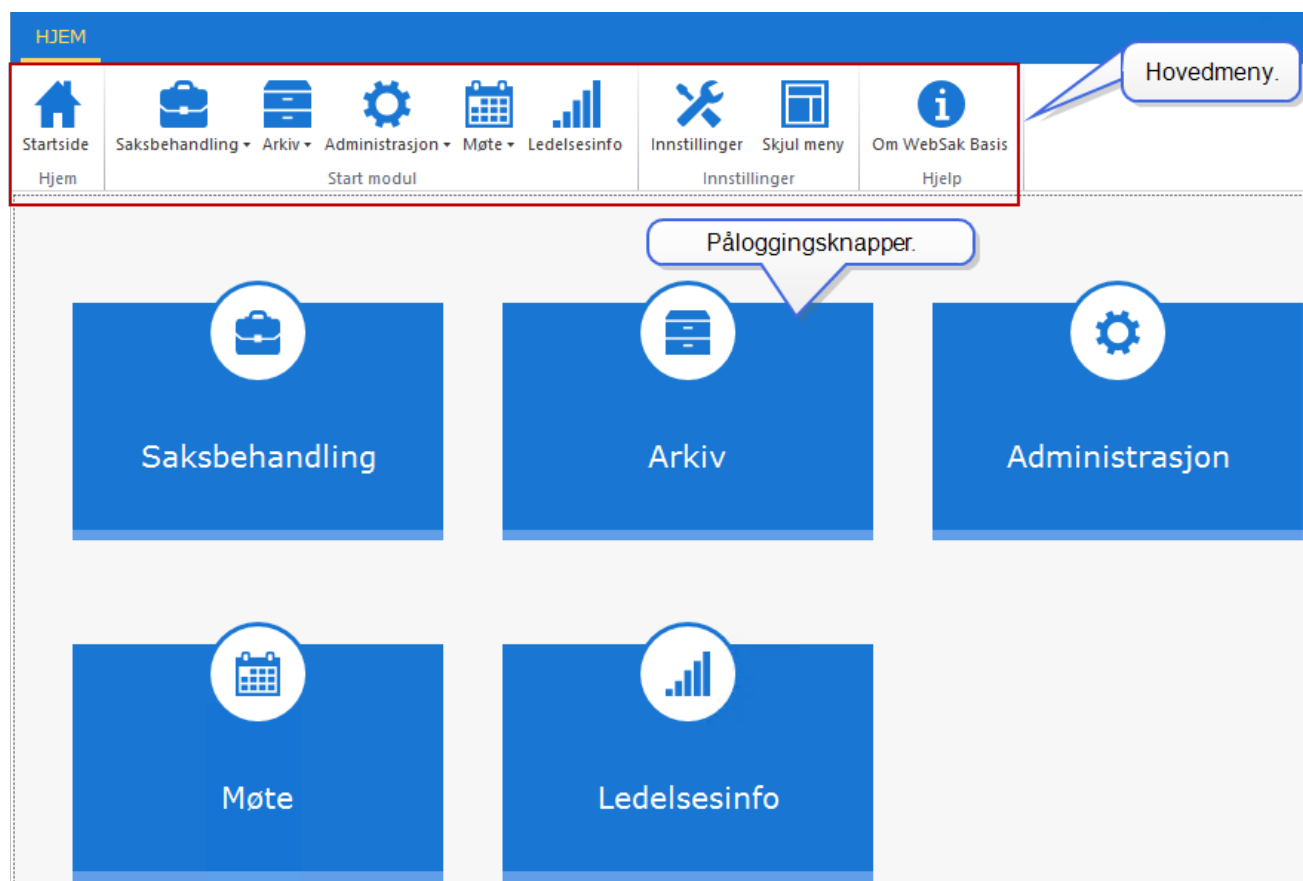 HJEM
Hovedmeny.
Startside Saksbehandling Arkiv Administrasjon Møte Ledelsesinfo Innstillinger Skjul meny Om WebSak Basis
Hjem Start modul Innstillinger Hjelp
Påloggingsknapper.
Saksbehandling Arkiv Administrasjon
Møte Ledelsesinfo